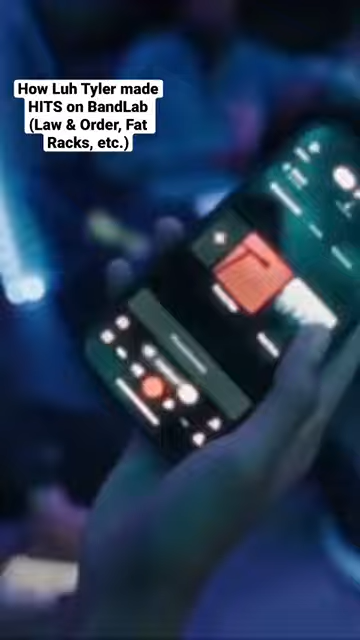 How Luh Tyler made
HITS on BandLab
(Law & Order, Fat
Racks, etc.)